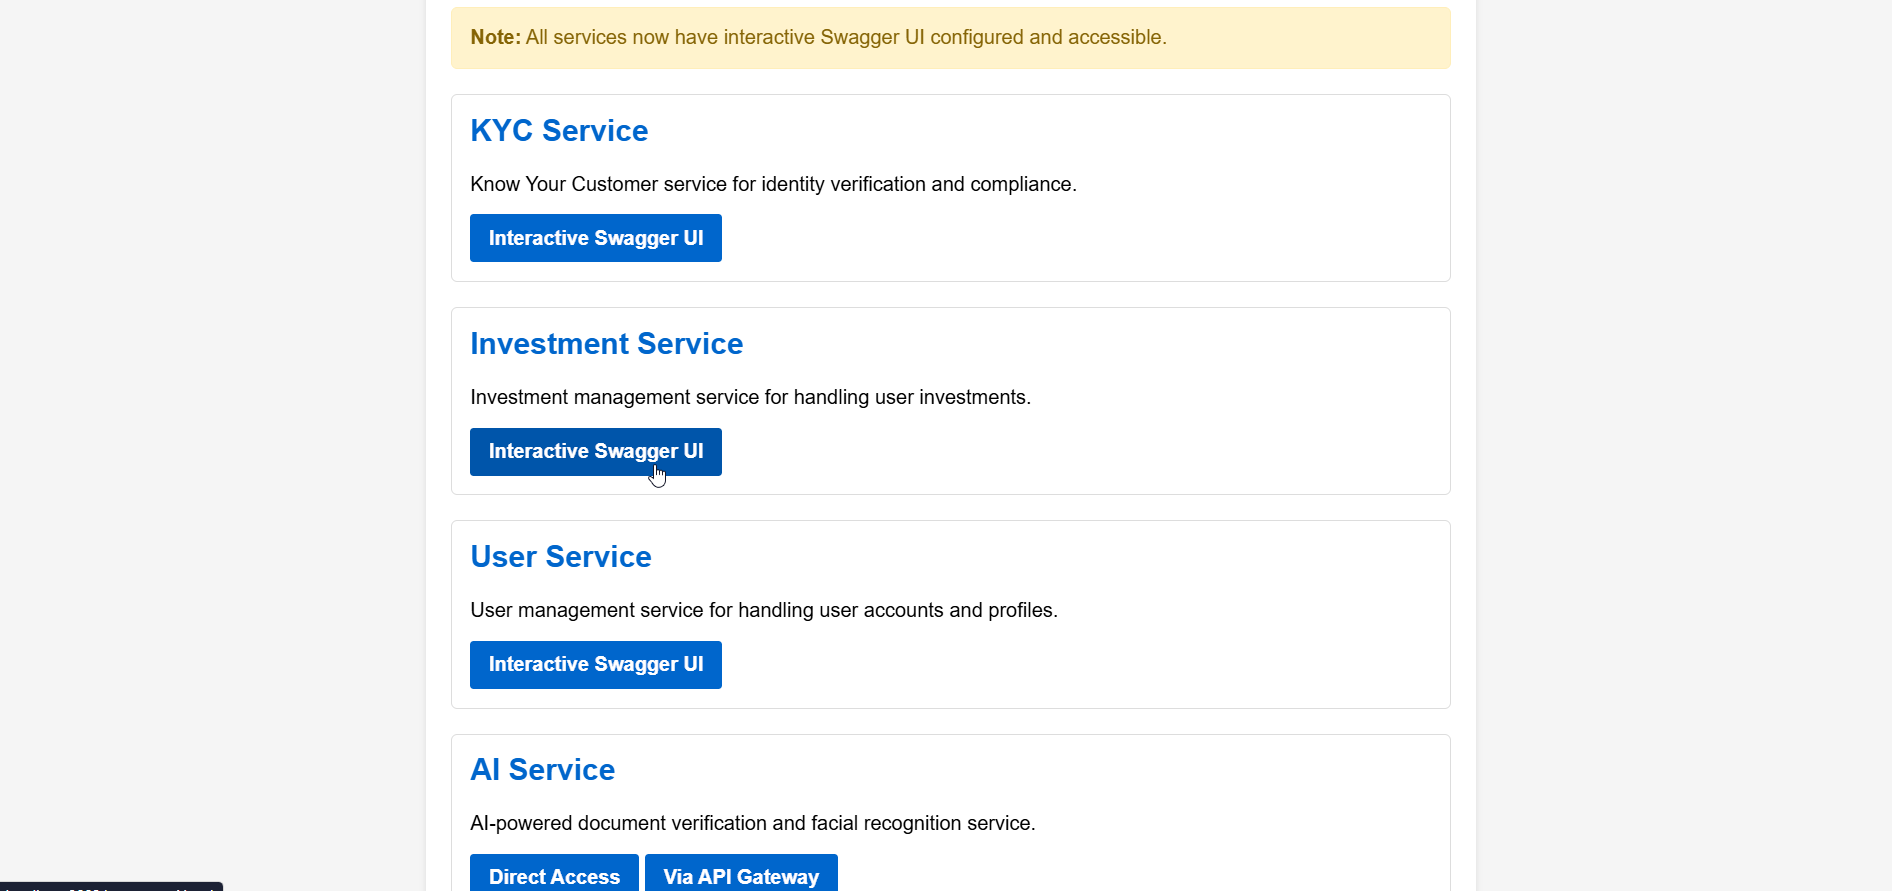 Note: All services now have interactive Swagger UI configured and accessible.
KYC Service
Know Your Customer service for identity verification and compliance.
Interactive Swagger UI
Investment Service
Investment management service for handling user investments.
Interactive Swagger UI
User Service
User management service for handling user accounts and profiles.
Interactive Swagger UI
AI Service
AI-powered document verification and facial recognition service.
Direct Access Via API Gateway